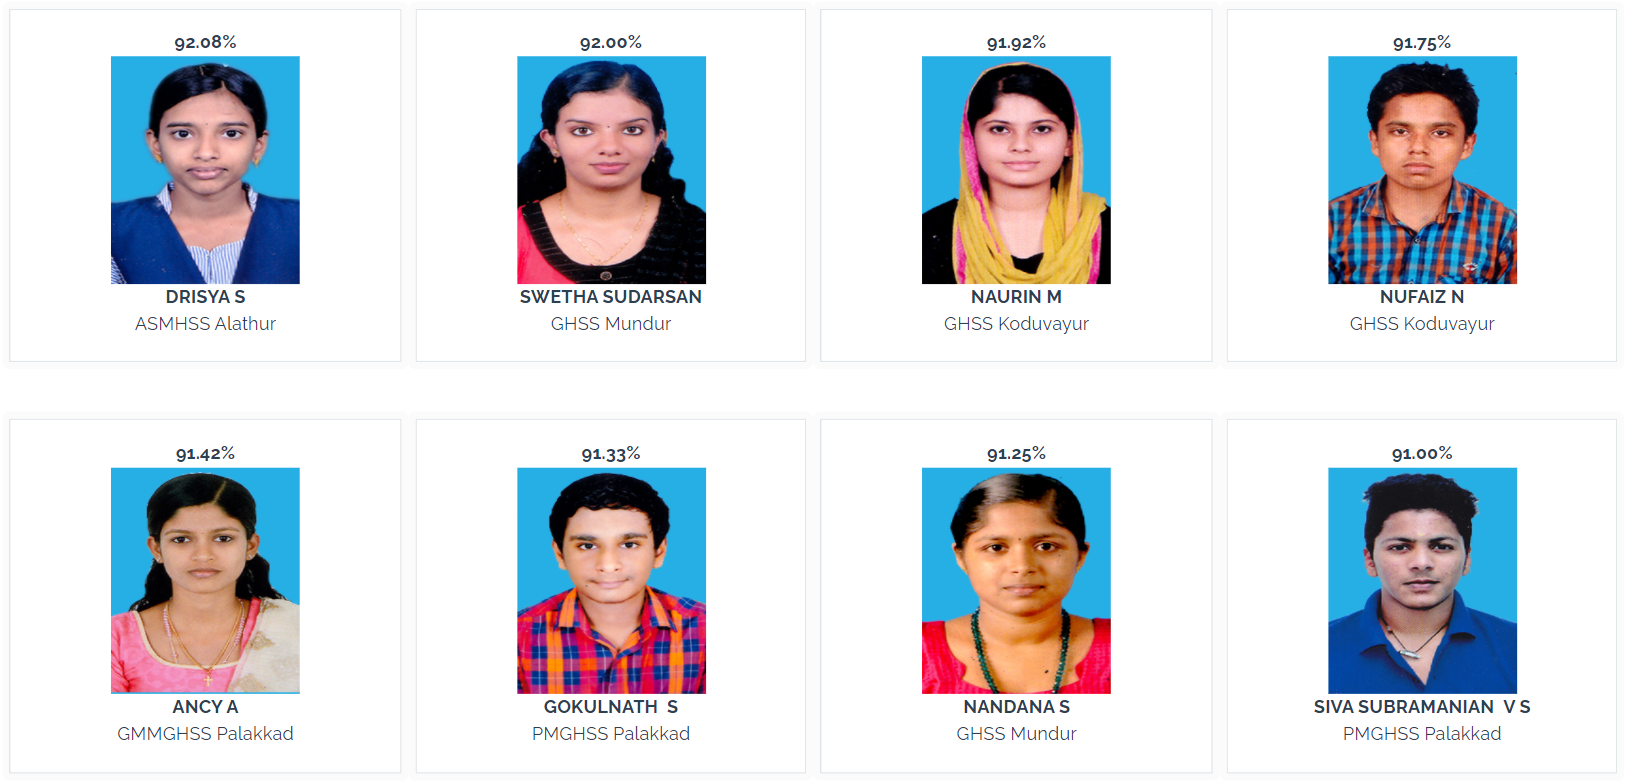 92.08%
DRISYA S
ASMHSS Alathur
92.00%
SWETHA SUDARSAN
GHSS Mundur
91.92%
NAURIN M
GHSS Koduvayur
91.75%
NUFAIZ N
GHSS Koduvayur
91.42%
ANCY A
GMMGHSS Palakkad
91.33%
GOKULNATH  S
PMGHSS Palakkad
91.25%
NANDANA S
GHSS Mundur
91.00%
SIVA SUBRAMANIAN  V S
PMGHSS Palakkad